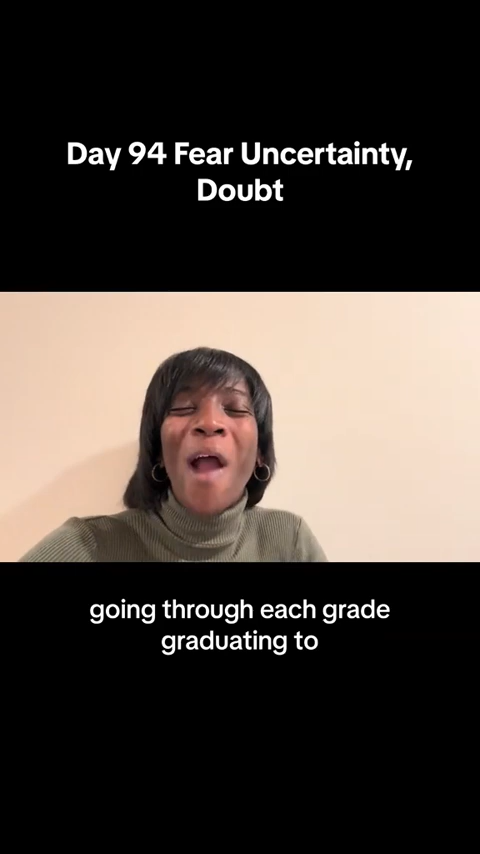 Day 94 Fear Uncertainty,
Doubt
going through each grade
graduating to